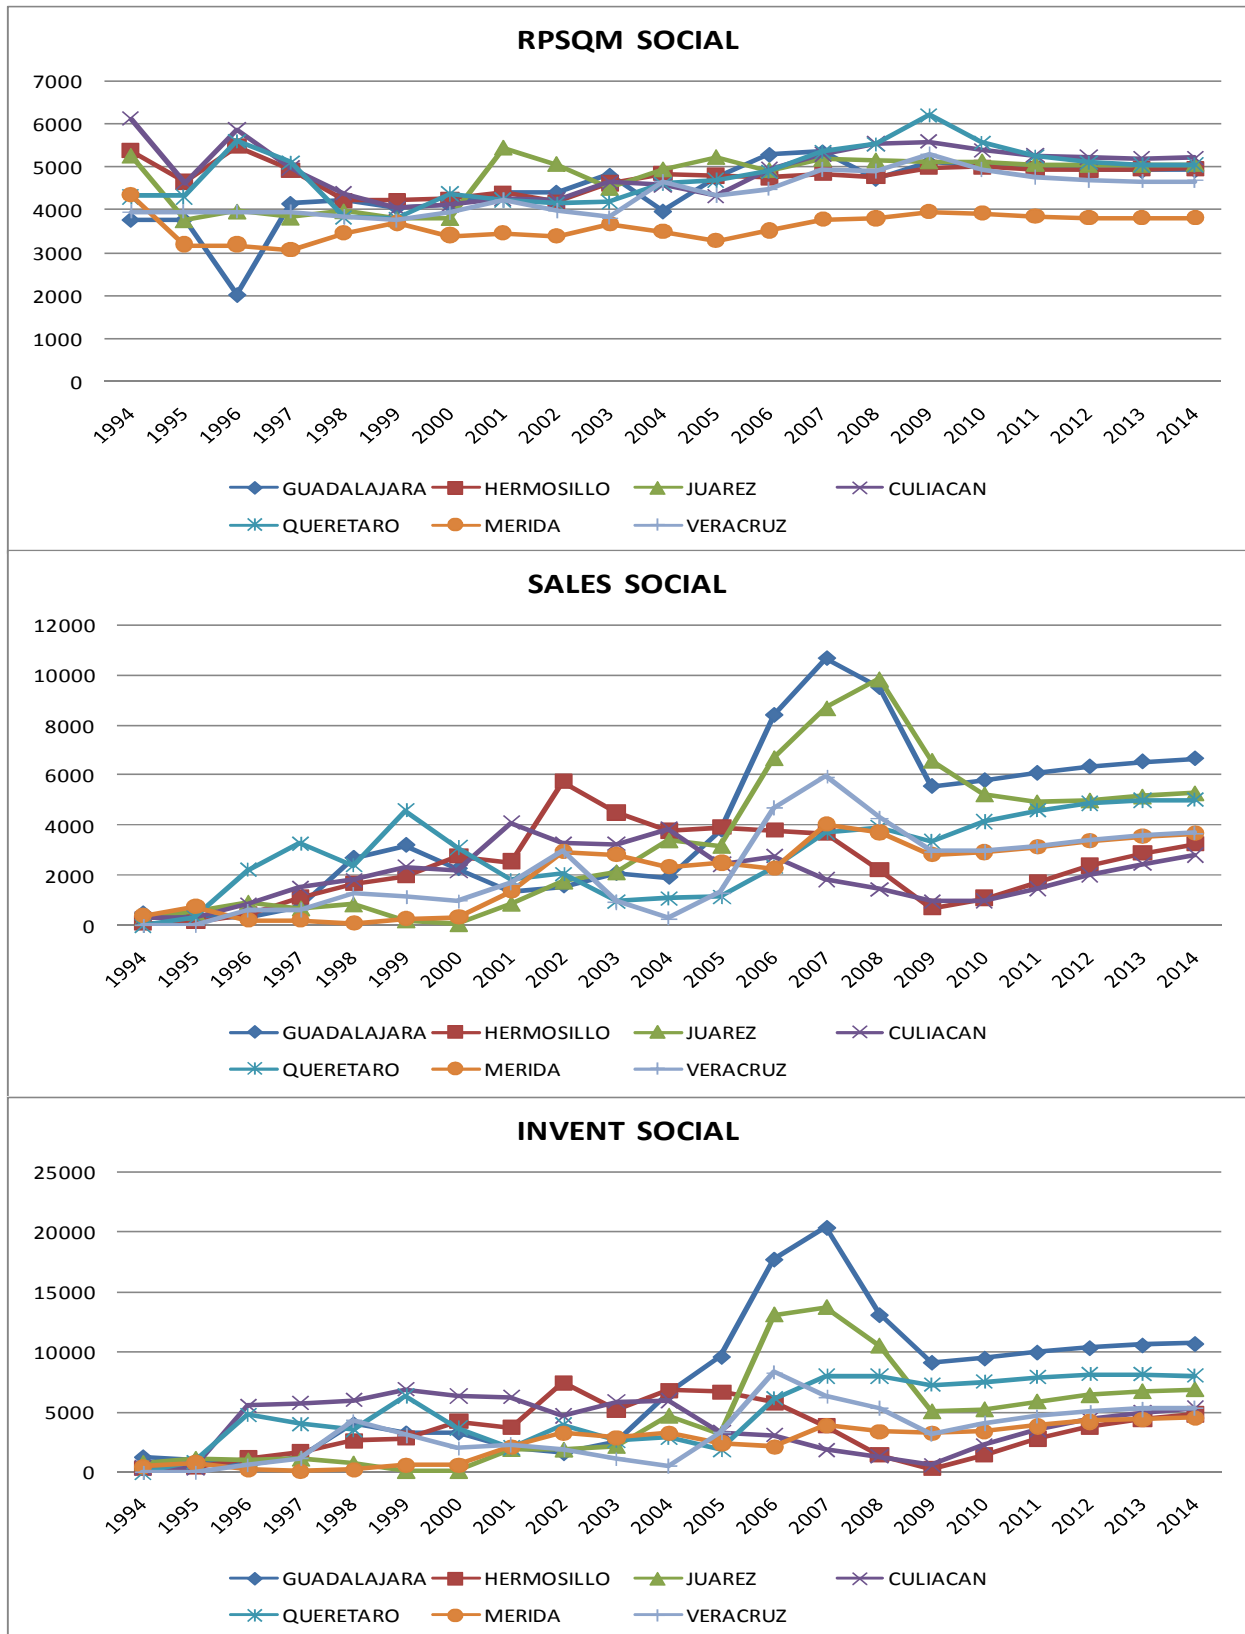 RPSQM SOCIAL
7000
6000
5000
4000
3000
2000
1000
0
1994 1995 1996 1997 1998 1999 2000 2001 2002 2003 2004 2005 2006 2007 2008 2009 2010 2011 2012 2013 2014
GUADALAJARA HERMOSILLO JUAREZ CULIACAN
QUERETARO MERIDA VERACRUZ
SALES SOCIAL
12000
10000
8000
6000
4000
2000
0
1994 1995 1996 1997 1998 1999 2000 2001 2002 2003 2004 2005 2006 2007 2008 2009 2010 2011 2012 2013 2014
GUADALAJARA HERMOSILLO JUAREZ CULIACAN
QUERETARO MERIDA VERACRUZ
INVENT SOCIAL
25000
20000
15000
10000
5000
0
1994 1995 1996 1997 1998 1999 2000 2001 2002 2003 2004 2005 2006 2007 2008 2009 2010 2011 2012 2013 2014
GUADALAJARA HERMOSILLO JUAREZ CULIACAN
QUERETARO MERIDA VERACRUZ